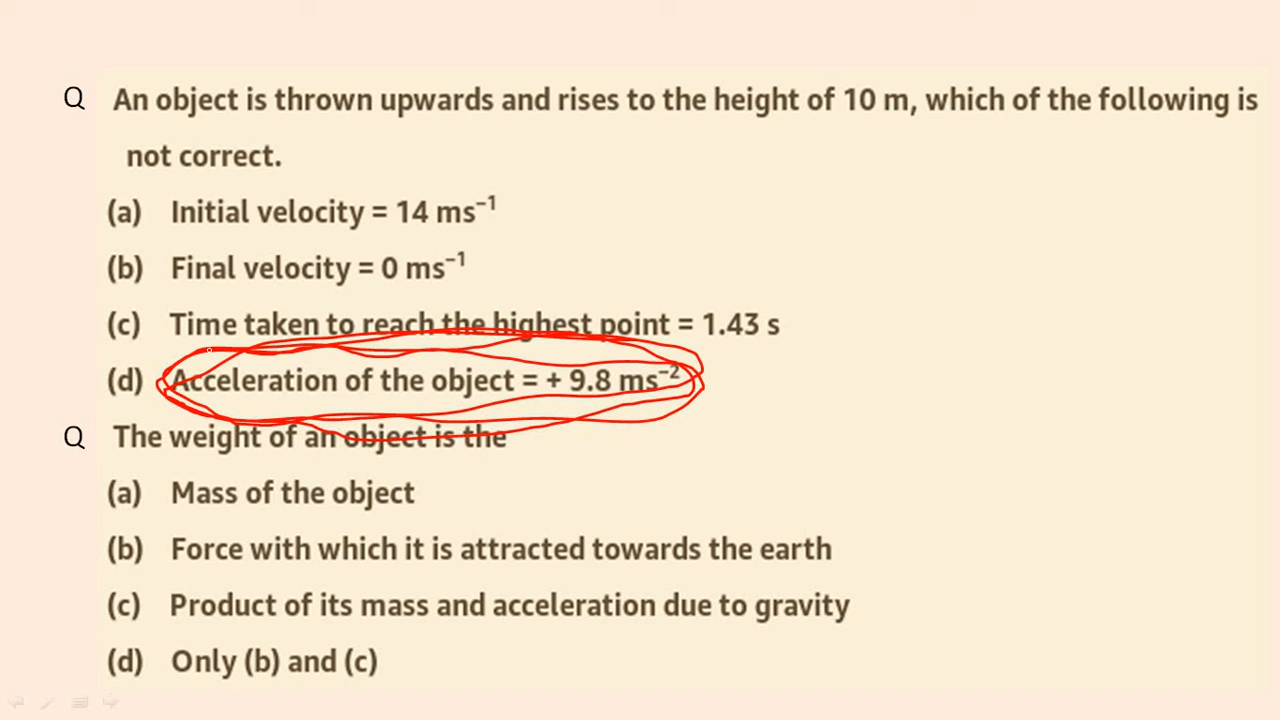 Q An object is thrown upwards and rises to the height of 10 m, which of the following is
not correct.
(a) Initial velocity = 14 ms⁻¹
(b) Final velocity = 0 ms⁻¹
(c) Time taken to reach the highest point = 1.43 s
(d) Acceleration of the object = + 9.8 ms⁻²
Q The weight of an object is the
(a) Mass of the object
(b) Force with which it is attracted towards the earth
(c) Product of its mass and acceleration due to gravity
(d) Only (b) and (c)